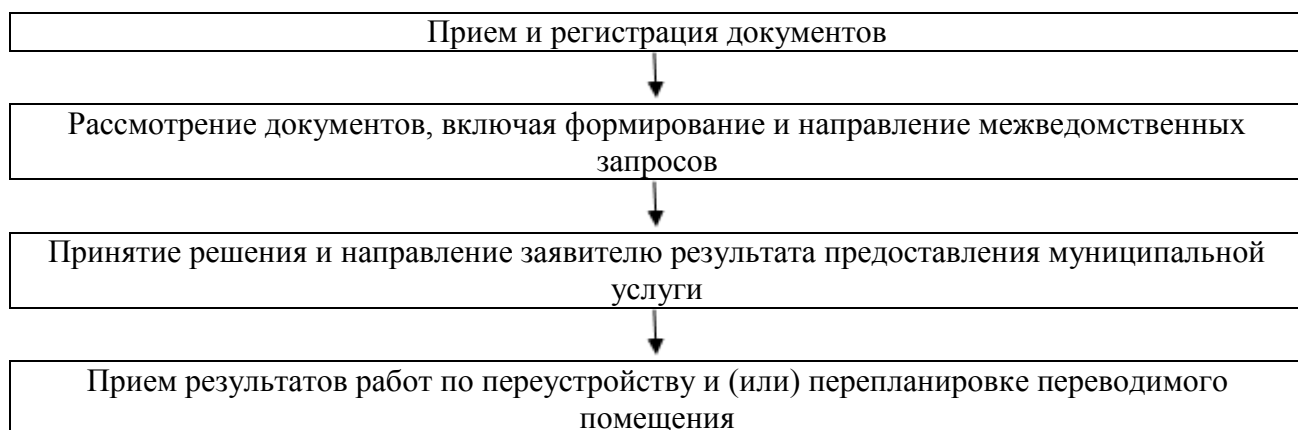 Прием и регистрация документов
Рассмотрение документов, включая формирование и направление межведомственных
запросов
Принятие решения и направление заявителю результата предоставления муниципальной
услуги
Прием результатов работ по переустройству и (или) перепланировке переводимого
помещения